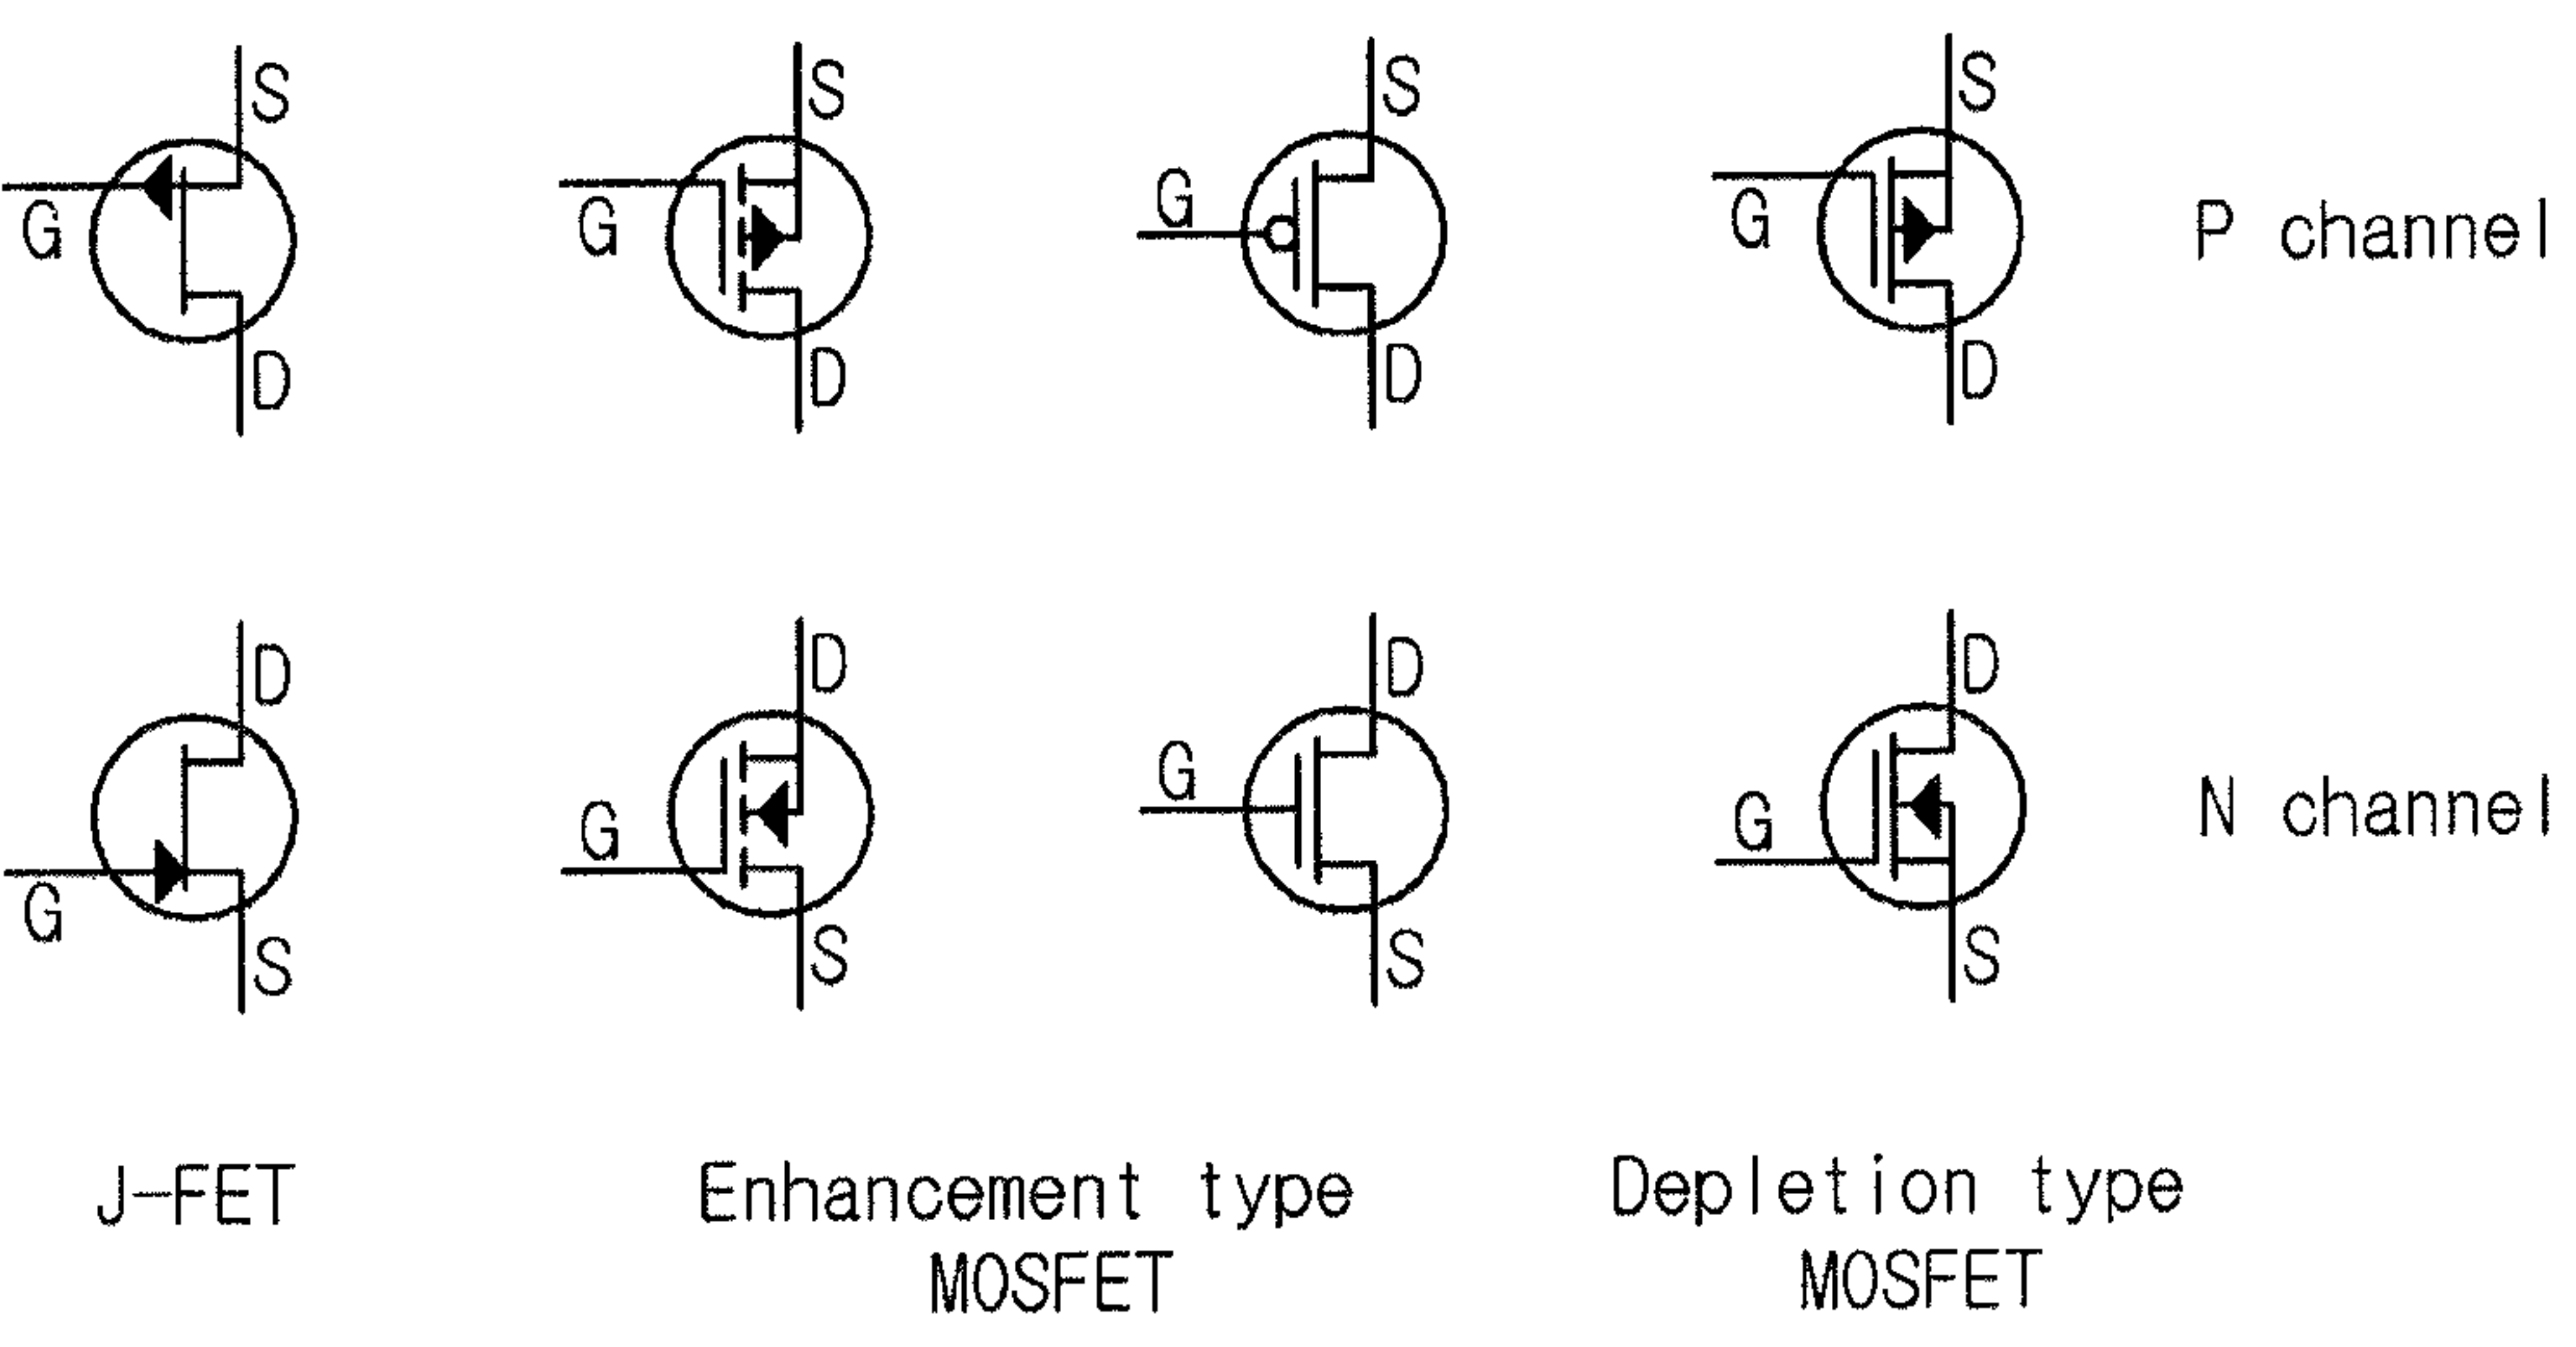 S S S S
G G G G P channel
D D D D
D D D D
G G G G N channel
S S S S
J-FET Enhancement type Depletion type
MOSFET MOSFET